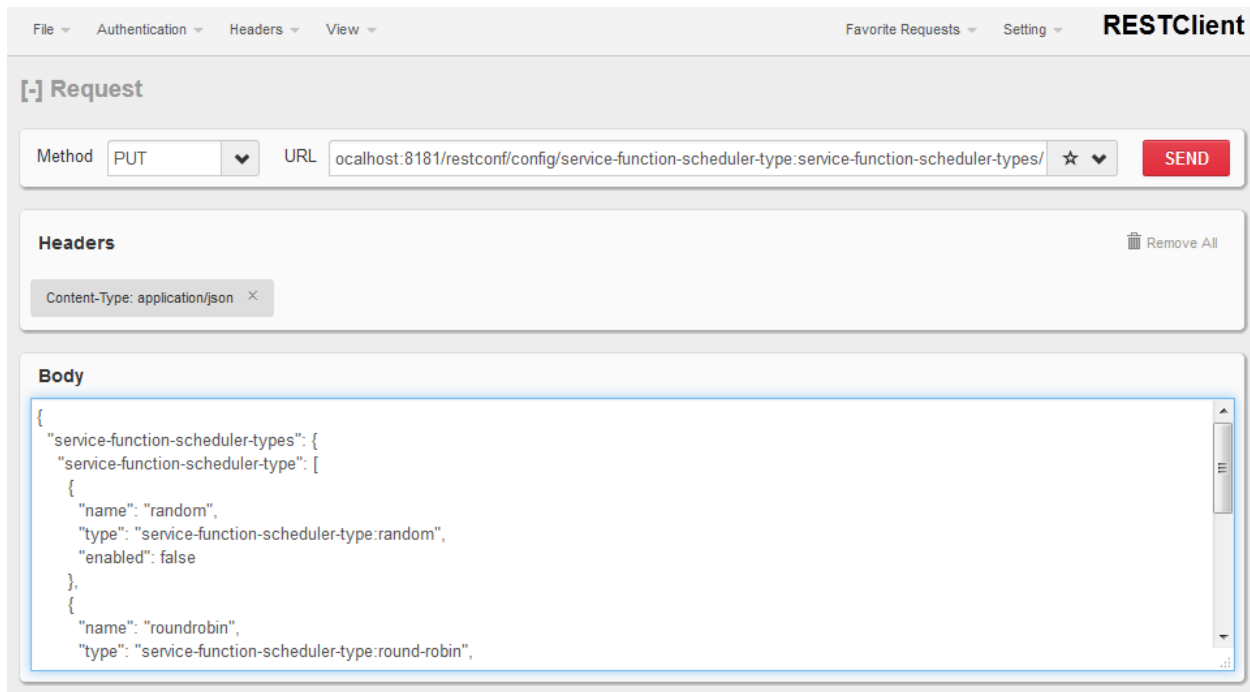 File Authentication Headers View Favorite Requests Setting RESTClient
[-] Request
Method PUT URL ocalhost:8181/restconf/config/service-function-scheduler-type:service-function-scheduler-types/ SEND
Headers Remove All
Content-Type: application/json ×
Body
{
"service-function-scheduler-types": {
"service-function-scheduler-type": [
{
"name": "random",
"type": "service-function-scheduler-type:random",
"enabled": false
},
{
"name": "roundrobin",
"type": "service-function-scheduler-type:round-robin",